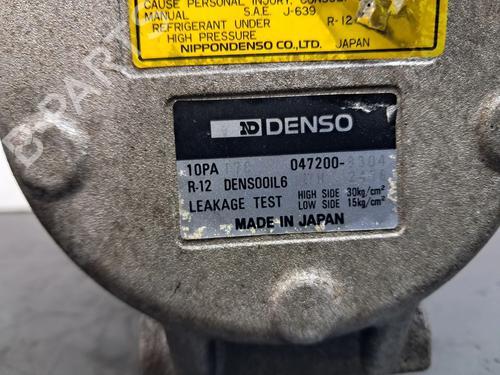 CAUSE PERSONAL INJURY, CONSULT
MANUAL S.A.E. J-639
REFRIGERANT UNDER R-12
HIGH PRESSURE
NIPPONDENSO CO.,LTD. JAPAN
ND DENSO
10PA 047200-
R-12 DENSOOIL6
LEAKAGE TEST HIGH SIDE 30kg/cm²
LOW SIDE 15kg/cm²
MADE IN JAPAN